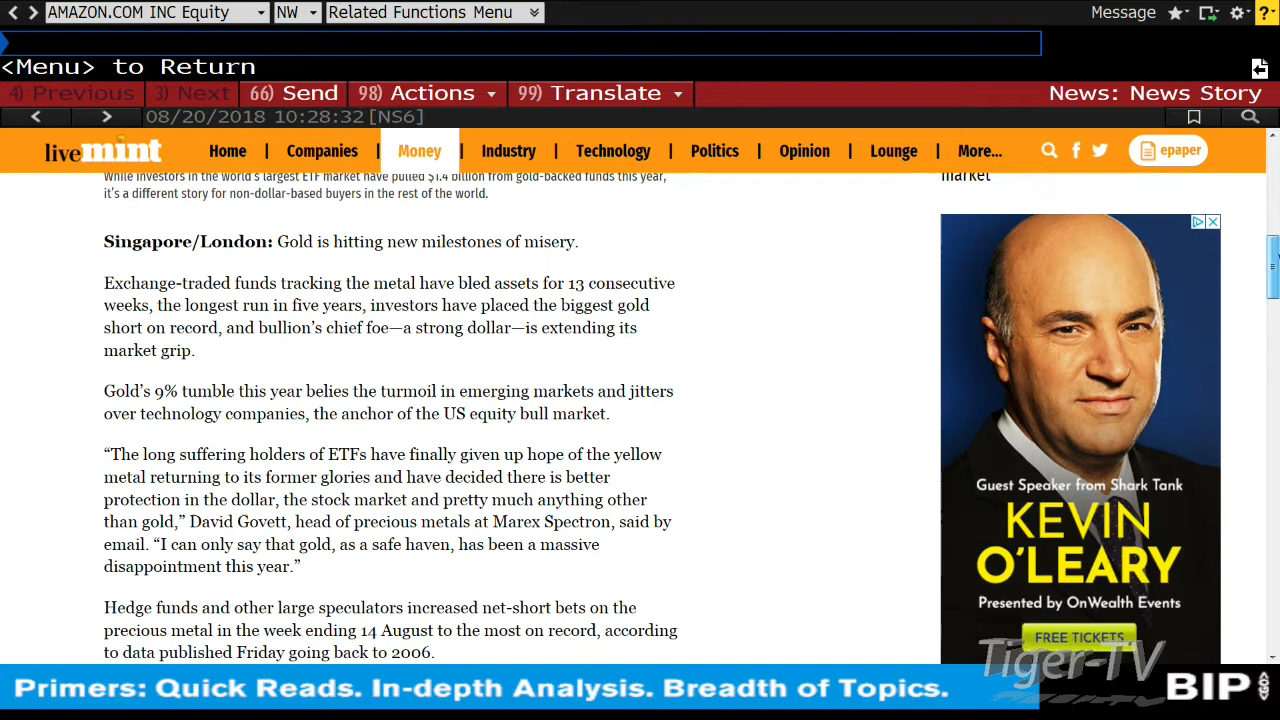 AMAZON.COM INC Equity NW Related Functions Menu Message ?
<Menu> to Return
4) Previous 3) Next 66) Send 98) Actions 99) Translate News: News Story
08/20/2018 10:28:32 [NS6]
livemint Home | Companies | Money | Industry | Technology | Politics | Opinion | Lounge | More... epaper
While investors in the world's largest ETF market have pulled $1.4 billion from gold-backed funds this year,
it's a different story for non-dollar-based buyers in the rest of the world.
market
Singapore/London: Gold is hitting new milestones of misery.
Exchange-traded funds tracking the metal have bled assets for 13 consecutive
weeks, the longest run in five years, investors have placed the biggest gold
short on record, and bullion's chief foe—a strong dollar—is extending its
market grip.
Gold's 9% tumble this year belies the turmoil in emerging markets and jitters
over technology companies, the anchor of the US equity bull market.
“The long suffering holders of ETFs have finally given up hope of the yellow
metal returning to its former glories and have decided there is better
protection in the dollar, the stock market and pretty much anything other
than gold,” David Govett, head of precious metals at Marex Spectron, said by
email. “I can only say that gold, as a safe haven, has been a massive
disappointment this year.”
Hedge funds and other large speculators increased net-short bets on the
precious metal in the week ending 14 August to the most on record, according
to data published Friday going back to 2006.
Guest Speaker from Shark Tank
KEVIN
O'LEARY
Presented by OnWealth Events
FREE TICKETS
Tiger-TV
Primers: Quick Reads. In-depth Analysis. Breadth of Topics.
BIP <GO>